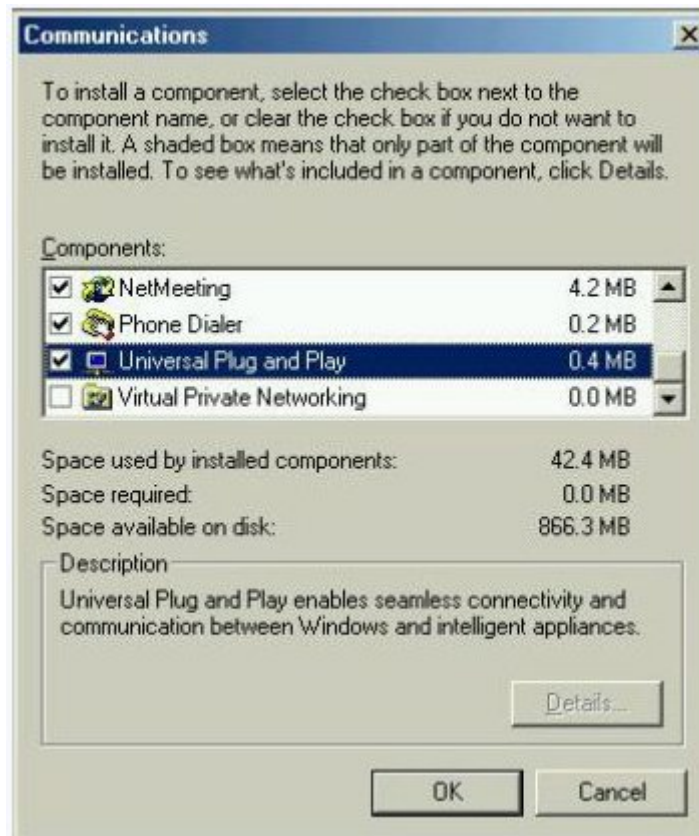 Communications
To install a component, select the check box next to the
component name, or clear the check box if you do not want to
install it. A shaded box means that only part of the component will
be installed. To see what's included in a component, click Details.
Components:
NetMeeting 4.2 MB
Phone Dialer 0.2 MB
Universal Plug and Play 0.4 MB
Virtual Private Networking 0.0 MB
Space used by installed components: 42.4 MB
Space required: 0.0 MB
Space available on disk: 866.3 MB
Description
Universal Plug and Play enables seamless connectivity and
communication between Windows and intelligent appliances.
Details...
OK Cancel